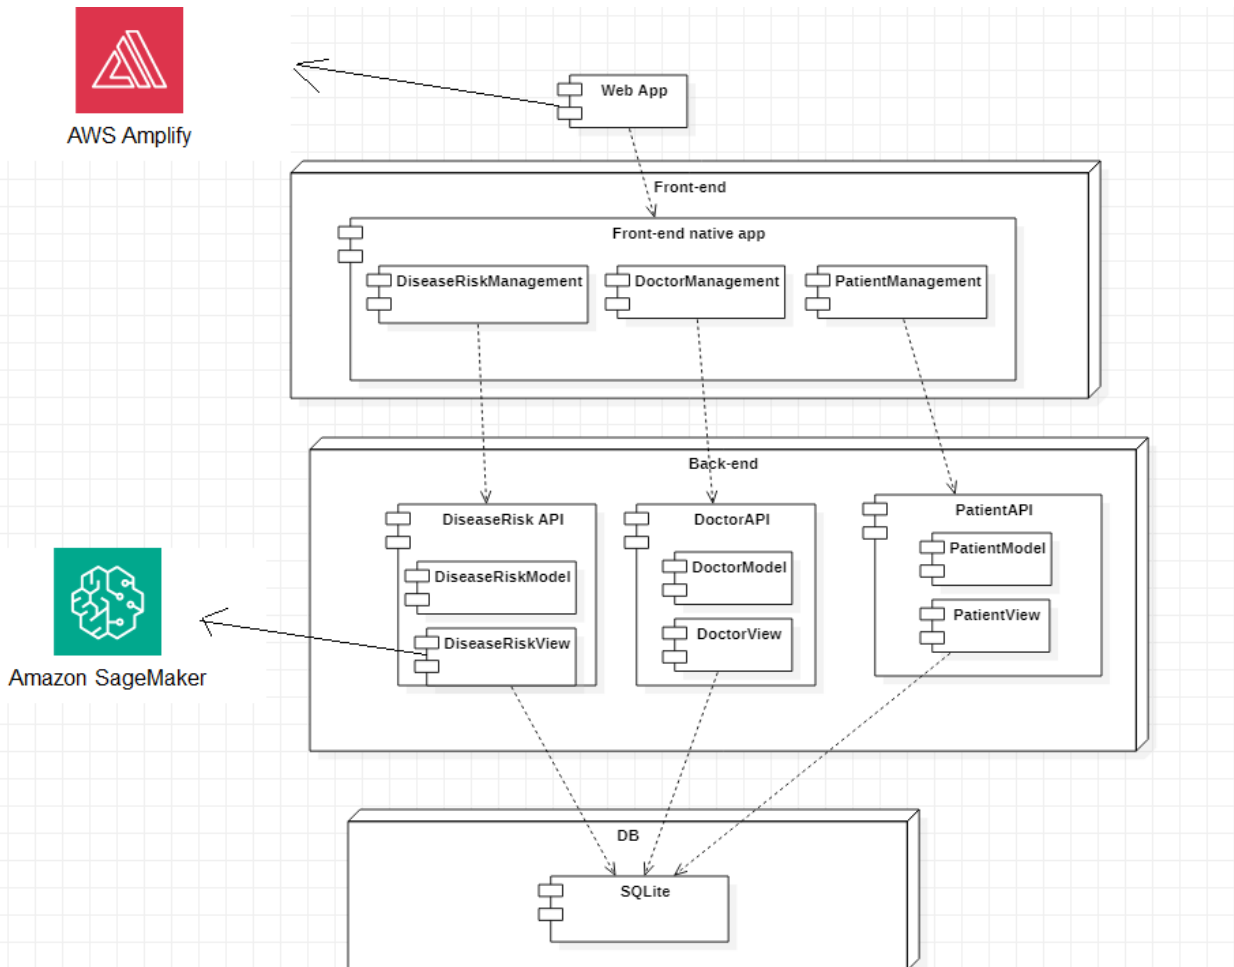 AWS Amplify
Web App
Front-end
Front-end native app
DiseaseRiskManagement
DoctorManagement
PatientManagement
Back-end
DiseaseRisk API
DoctorAPI
PatientAPI
DiseaseRiskModel
DoctorModel
PatientModel
DiseaseRiskView
DoctorView
PatientView
Amazon SageMaker
DB
SQLite